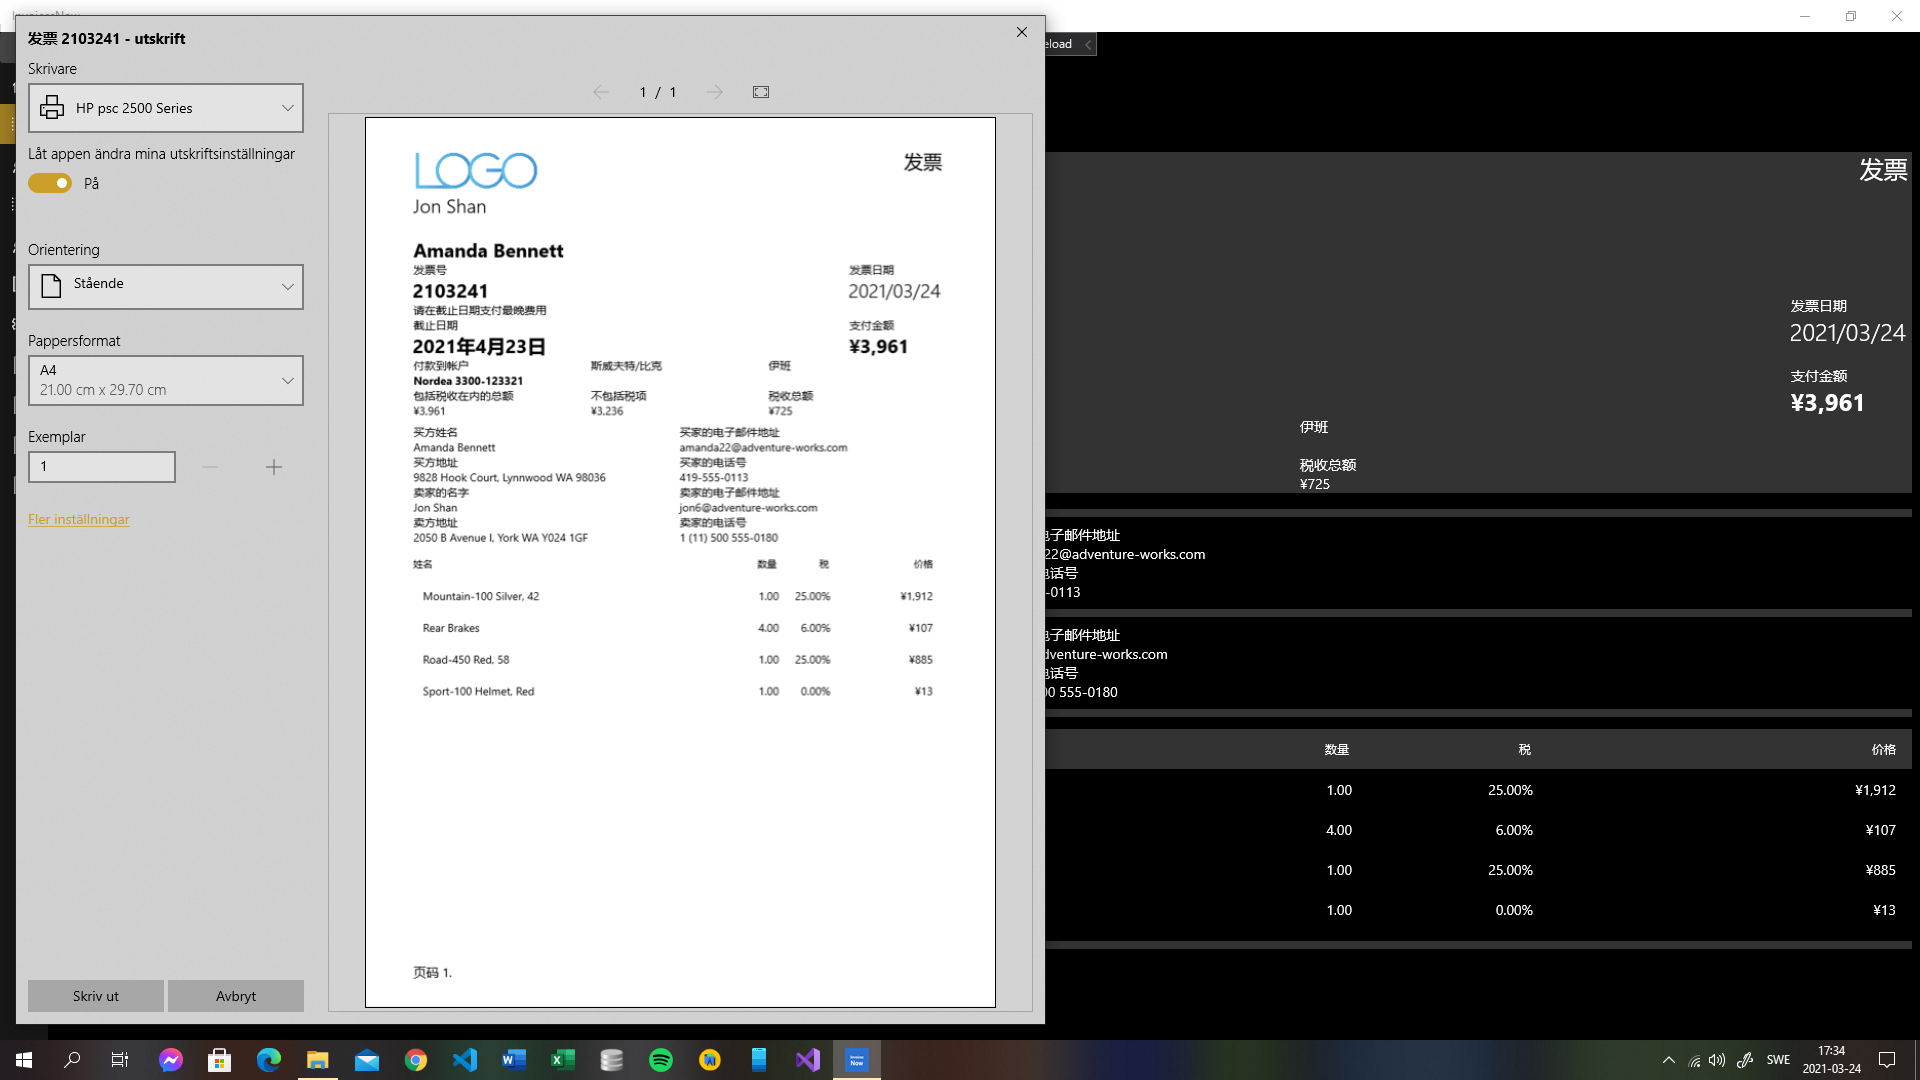 InvoicesNow
发票 2103241 - utskrift
Skrivare
HP psc 2500 Series
Låt appen ändra mina utskriftsinställningar
På
Orientering
Stående
Pappersformat
A4
21.00 cm x 29.70 cm
Exemplar
1
Fler inställningar
Skriv ut
Avbryt
1 / 1
LOGO
发票
Jon Shan
Amanda Bennett
发票号
发票日期
2103241
2021/03/24
请在截止日期支付最晚费用
截止日期
支付金额
2021年4月23日
¥3,961
付款到帐户
斯威夫特/比克
伊班
Nordea 3300-123321
包括税收在内的总额
不包括税项
税收总额
¥3,961
¥3,236
¥725
买方姓名
买家的电子邮件地址
Amanda Bennett
amanda22@adventure-works.com
买方地址
买家的电话号
9828 Hook Court, Lynnwood WA 98036
419-555-0113
卖家的名字
卖家的电子邮件地址
Jon Shan
jon6@adventure-works.com
卖方地址
卖家的电话号
2050 B Avenue I, York WA Y024 1GF
1 (11) 500 555-0180
姓名 数量 税 价格
Mountain-100 Silver, 42 1.00 25.00% ¥1,912
Rear Brakes 4.00 6.00% ¥107
Road-450 Red, 58 1.00 25.00% ¥885
Sport-100 Helmet, Red 1.00 0.00% ¥13
页码 1.
eload
发票
发票日期
2021/03/24
支付金额
¥3,961
伊班
税收总额
¥725
电子邮件地址
22@adventure-works.com
电话号
-0113
电子邮件地址
dventure-works.com
电话号
00 555-0180
数量 税 价格
1.00 25.00% ¥1,912
4.00 6.00% ¥107
1.00 25.00% ¥885
1.00 0.00% ¥13
SWE
17:34
2021-03-24